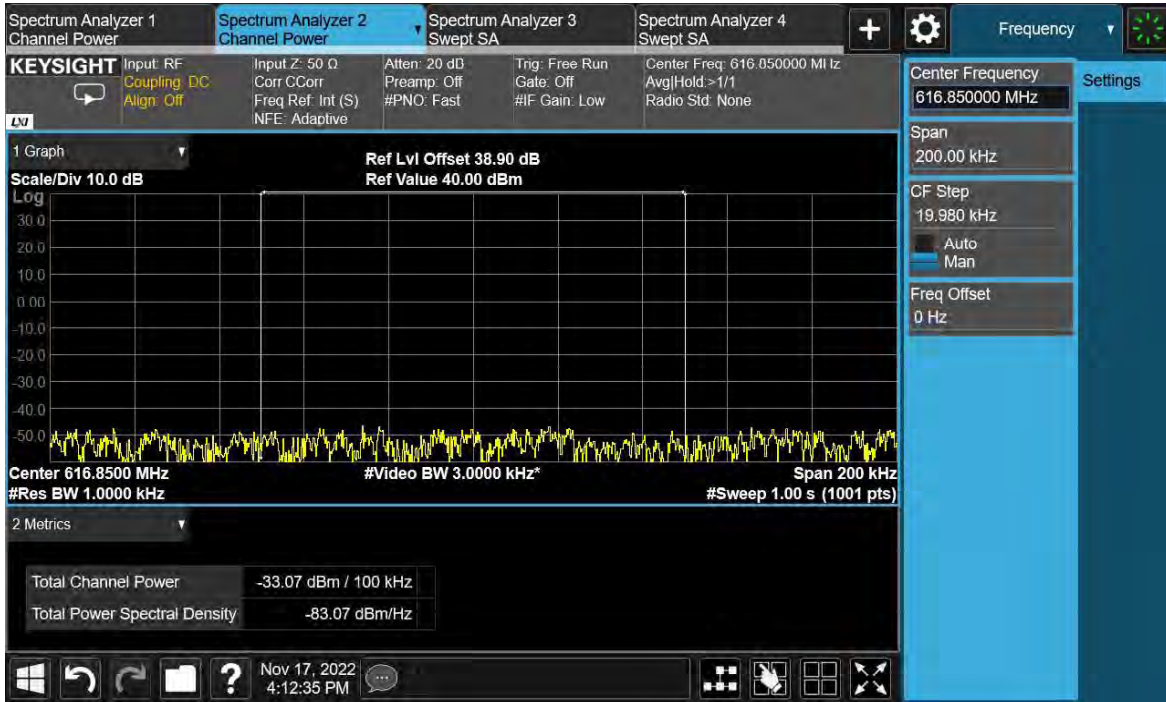 Spectrum Analyzer 1
Channel Power
Spectrum Analyzer 2
Channel Power
Spectrum Analyzer 3
Swept SA
Spectrum Analyzer 4
Swept SA
+
Frequency
KEYSIGHT
LXI
Input: RF
Coupling: DC
Align: Off
Input Z: 50 Ω
Corr CCorr
Freq Ref: Int (S)
NFE: Adaptive
Atten: 20 dB
Preamp: Off
#PNO: Fast
Trig: Free Run
Gate: Off
#IF Gain: Low
Center Freq: 616.850000 MHz
Avg|Hold:>1/1
Radio Std: None
Center Frequency
616.850000 MHz
Settings
Span
200.00 kHz
CF Step
19.980 kHz
Auto
Man
Freq Offset
0 Hz
1 Graph
Scale/Div 10.0 dB
Ref Lvl Offset 38.90 dB
Ref Value 40.00 dBm
Log
30.0
20.0
10.0
0.00
-10.0
-20.0
-30.0
-40.0
-50.0
Center 616.8500 MHz
#Video BW 3.0000 kHz*
Span 200 kHz
#Res BW 1.0000 kHz
#Sweep 1.00 s (1001 pts)
2 Metrics
Total Channel Power
-33.07 dBm / 100 kHz
Total Power Spectral Density
-83.07 dBm/Hz
?
Nov 17, 2022
4:12:35 PM